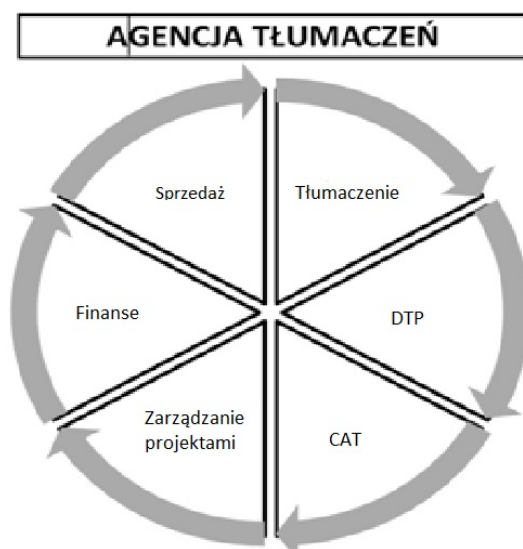 AGENCJA TŁUMACZEŃ
Sprzedaż
Tłumaczenie
Finanse
DTP
Zarządzanie
projektami
CAT